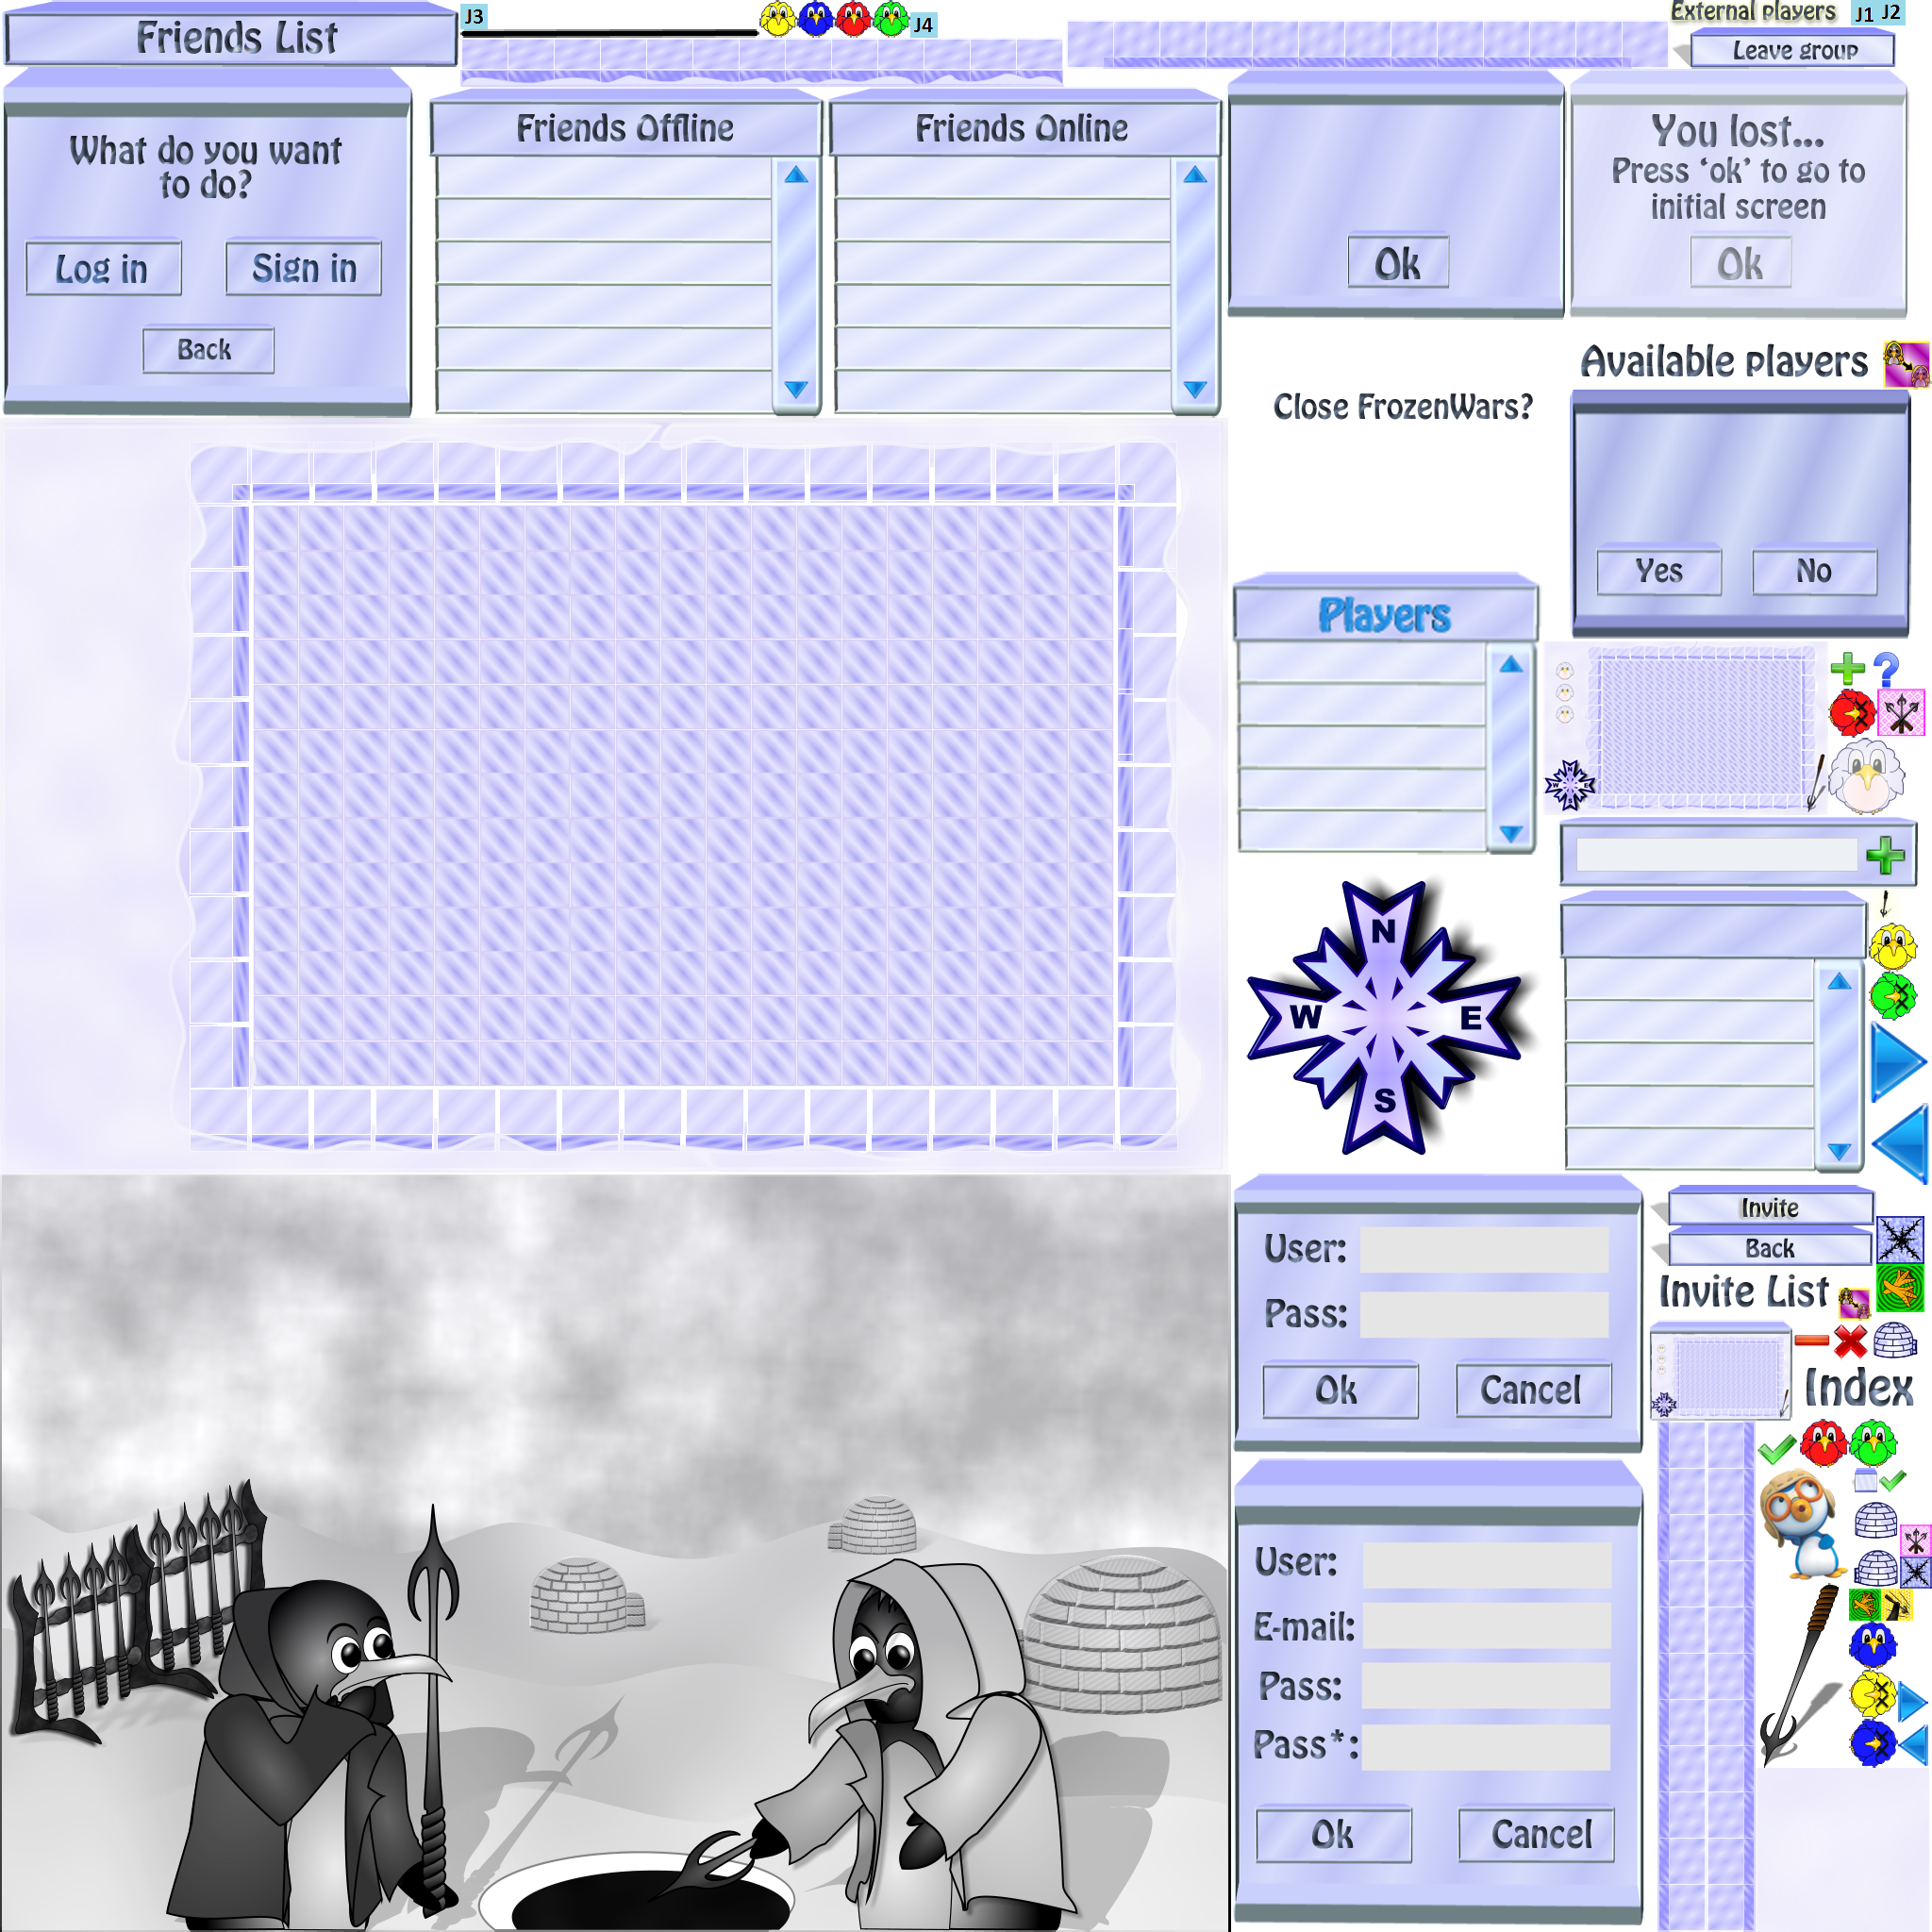 Friends List
J3
J4
External players
J1
J2
Leave group
What do you want
to do?
Log in
Sign in
Back
Friends Offline
Friends Online
Ok
You lost...
Press ‘ok’ to go to
initial screen
Ok
Available players
Close FrozenWars?
Yes
No
Players
N
W
E
S
User:
Pass:
Ok
Cancel
Invite
Back
Invite List
Index
User:
E-mail:
Pass:
Pass*:
Ok
Cancel